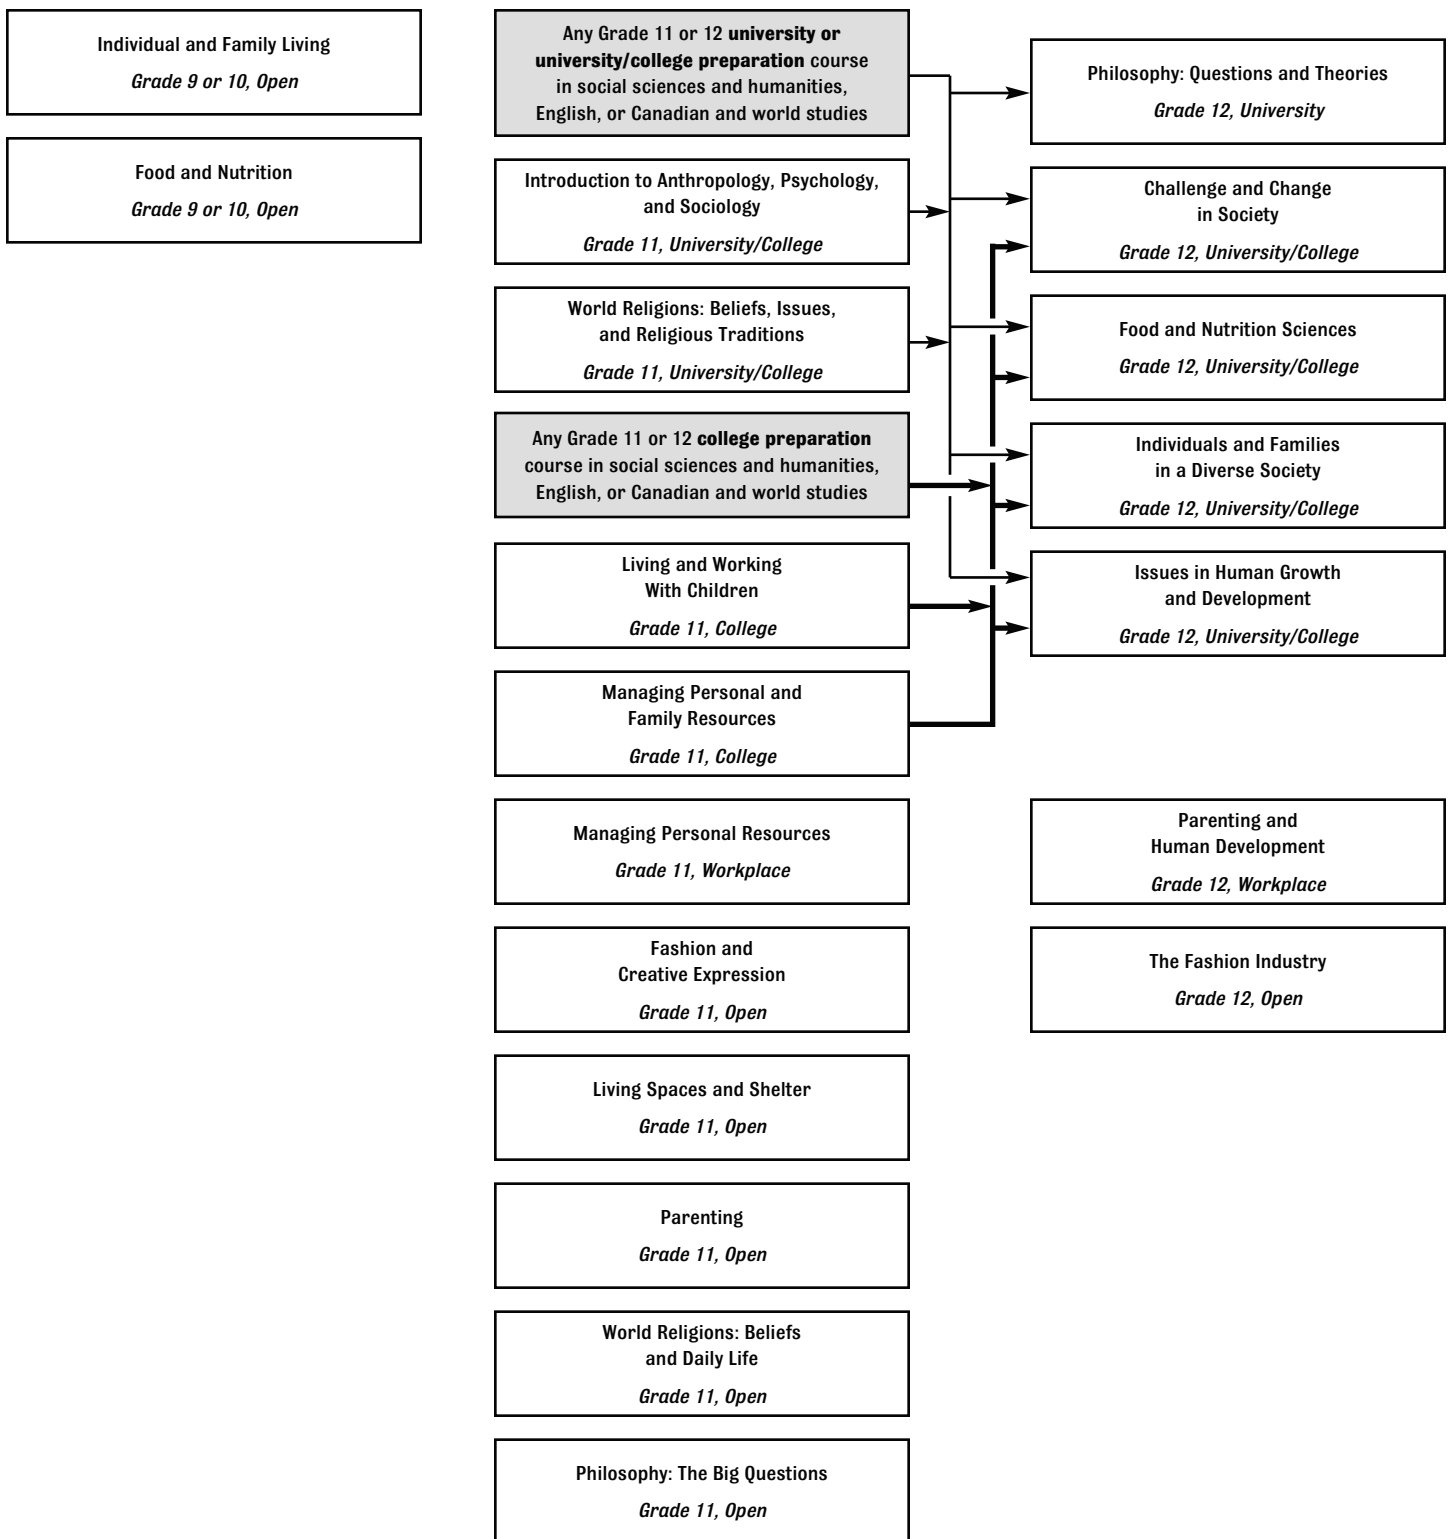 Individual and Family Living
Grade 9 or 10, Open
Food and Nutrition
Grade 9 or 10, Open
Any Grade 11 or 12 university or
university/college preparation course
in social sciences and humanities,
English, or Canadian and world studies
Introduction to Anthropology, Psychology,
and Sociology
Grade 11, University/College
World Religions: Beliefs, Issues,
and Religious Traditions
Grade 11, University/College
Any Grade 11 or 12 college preparation
course in social sciences and humanities,
English, or Canadian and world studies
Living and Working
With Children
Grade 11, College
Managing Personal and
Family Resources
Grade 11, College
Managing Personal Resources
Grade 11, Workplace
Fashion and
Creative Expression
Grade 11, Open
Living Spaces and Shelter
Grade 11, Open
Parenting
Grade 11, Open
World Religions: Beliefs
and Daily Life
Grade 11, Open
Philosophy: The Big Questions
Grade 11, Open
Philosophy: Questions and Theories
Grade 12, University
Challenge and Change
in Society
Grade 12, University/College
Food and Nutrition Sciences
Grade 12, University/College
Individuals and Families
in a Diverse Society
Grade 12, University/College
Issues in Human Growth
and Development
Grade 12, University/College
Parenting and
Human Development
Grade 12, Workplace
The Fashion Industry
Grade 12, Open